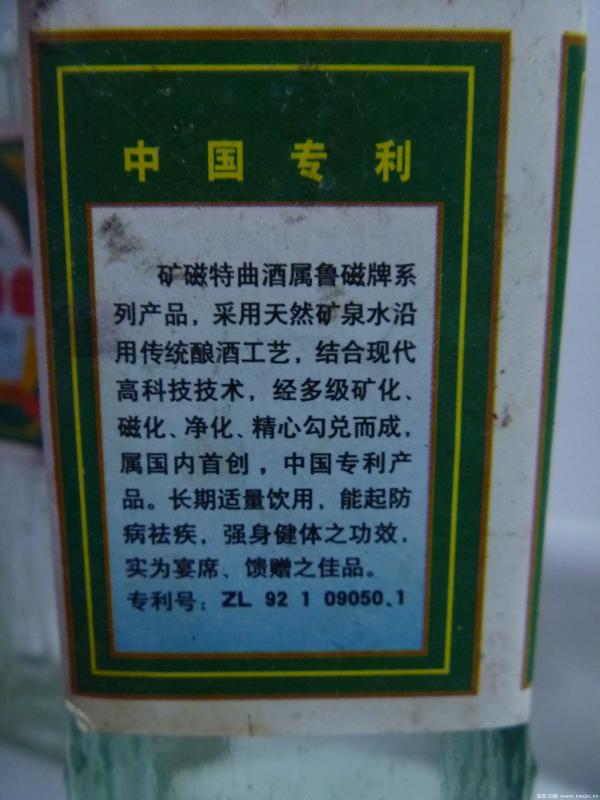 中国专利
矿磁特曲酒属鲁磁牌系
列产品，采用天然矿泉水沿
用传统酿酒工艺，结合现代
高科技技术，经多级矿化、
磁化、净化、精心勾兑而成，
属国内首创，中国专利产
品。长期适量饮用，能起防
病祛疾，强身健体之功效，
实为宴席、馈赠之佳品。
专利号：ZL 92 1 09050.1